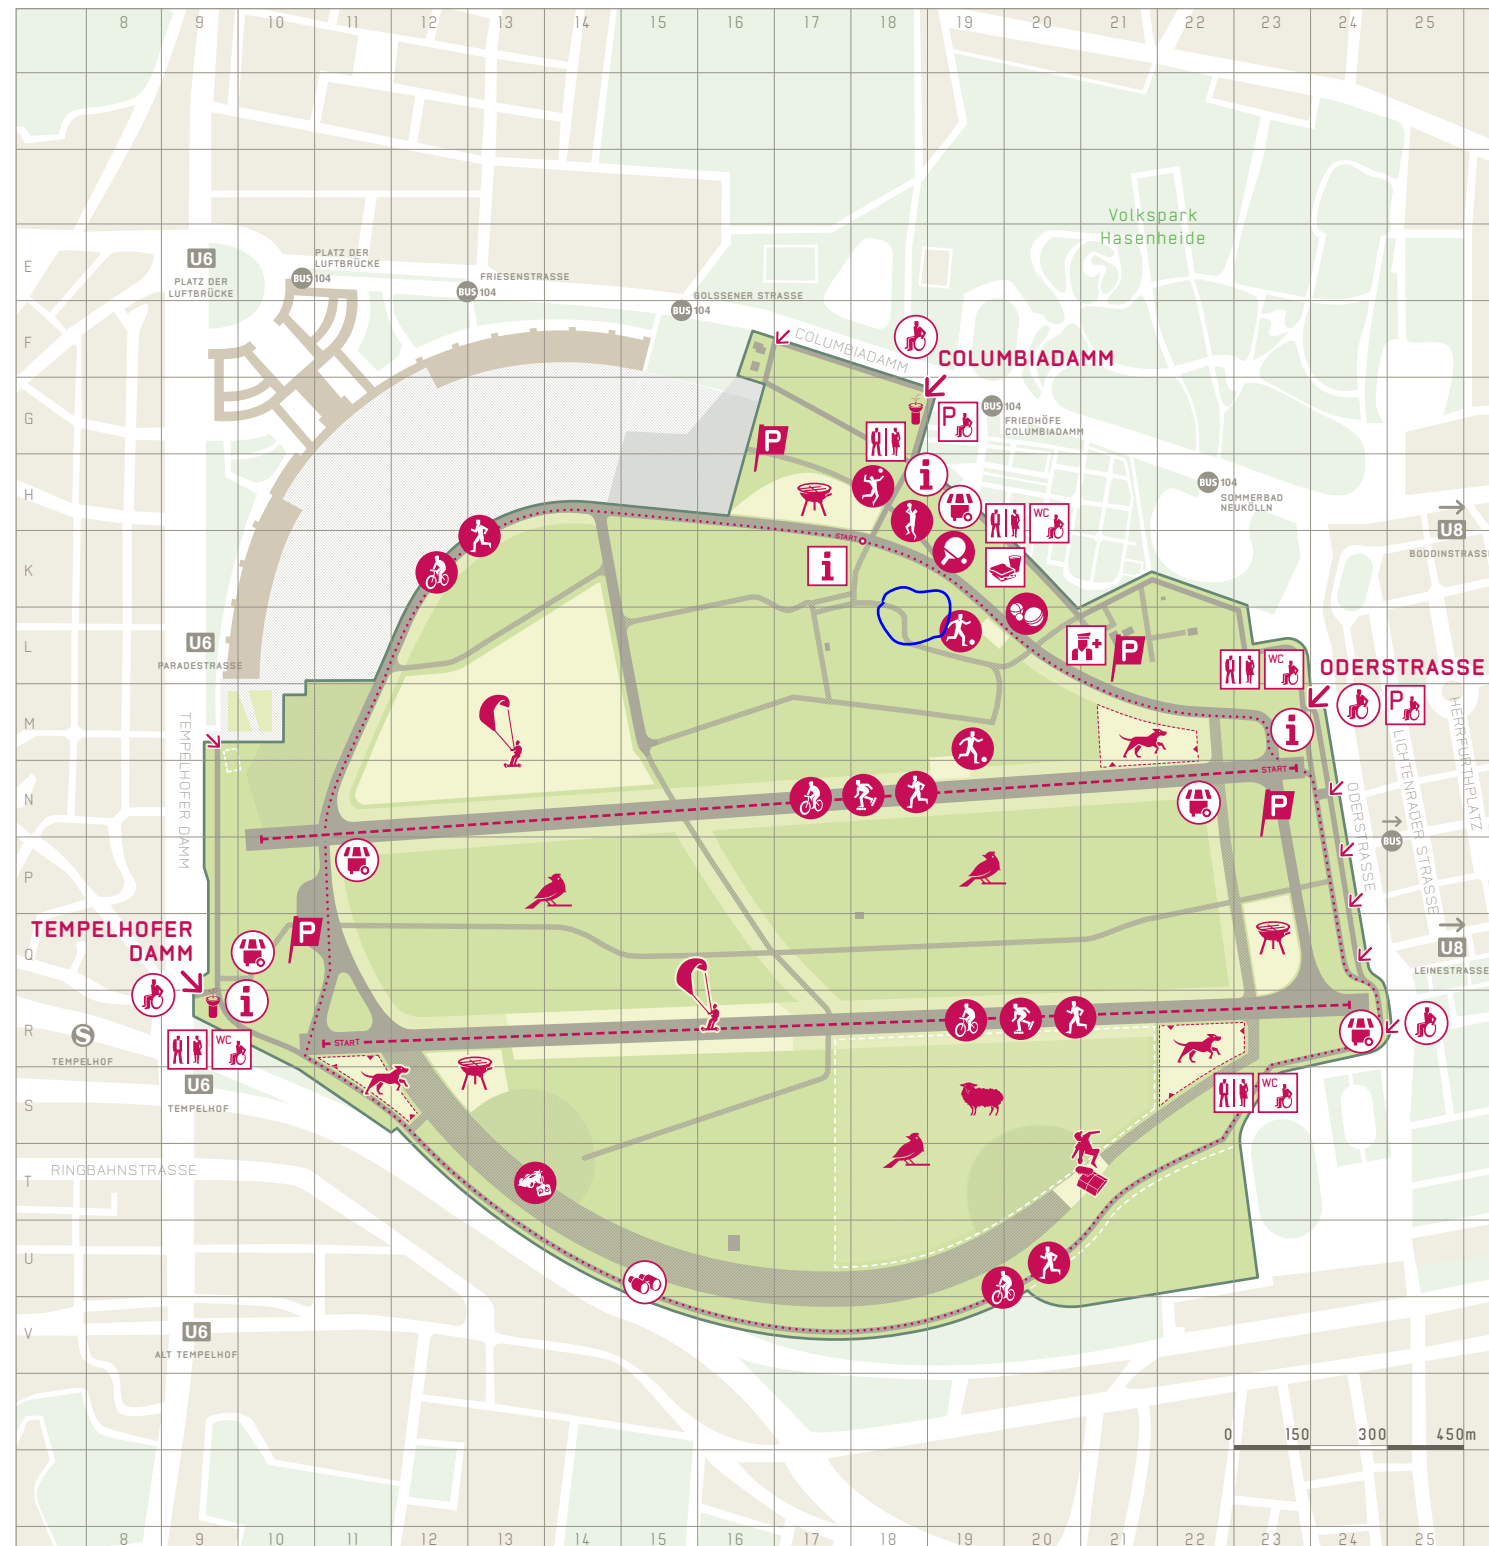 8 9 10 11 12 13 14 15 16 17 18 19 20 21 22 23 24 25
Volkspark
Hasenheide
E
U6
PLATZ DER
LUFTBRÜCKE
PLATZ DER
LUFTBRÜCKE
BUS 104
FRIESENSTRASSE
BUS 104
GOLSSENER STRASSE
BUS 104
F
COLUMBIADAMM
COLUMBIADAMM
G
P
P
BUS 104
FRIEDHÖFE
COLUMBIADAMM
H
i
WC
BUS 104
SOMMERBAD
NEUKÖLLN
U8
BODDINSTRASSE
START
K
i
L
U6
PARADESTRASSE
P
WC
ODERSTRASSE
M
P
i
TEMPELHOFER DAMM
HERRFURTHPLATZ
LICHTENRADER STRASSE
ODERSTRASSE
START
N
P
BUS
P
TEMPELHOFER
DAMM
P
Q
U8
LEINESTRASSE
i
R
S
TEMPELHOF
START
WC
U6
TEMPELHOF
S
WC
RINGBAHNSTRASSE
T
U
V
U6
ALT TEMPELHOF
0 150 300 450m
8 9 10 11 12 13 14 15 16 17 18 19 20 21 22 23 24 25